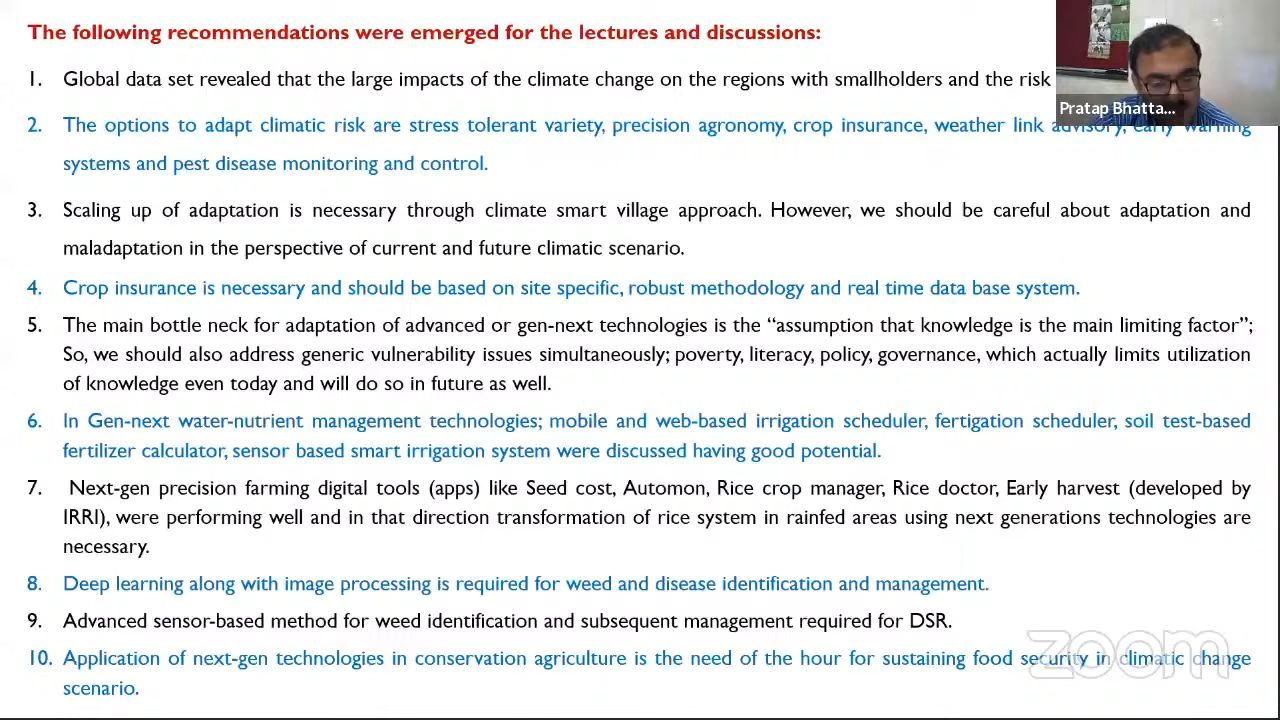 The following recommendations were emerged for the lectures and discussions:
1. Global data set revealed that the large impacts of the climate change on the regions with smallholders and the risk
Pratap Bhatta...
2. The options to adapt climatic risk are stress tolerant variety, precision agronomy, crop insurance, weather link advisory, early warning
systems and pest disease monitoring and control.
3. Scaling up of adaptation is necessary through climate smart village approach. However, we should be careful about adaptation and
maladaptation in the perspective of current and future climatic scenario.
4. Crop insurance is necessary and should be based on site specific, robust methodology and real time data base system.
5. The main bottle neck for adaptation of advanced or gen-next technologies is the “assumption that knowledge is the main limiting factor”;
So, we should also address generic vulnerability issues simultaneously; poverty, literacy, policy, governance, which actually limits utilization
of knowledge even today and will do so in future as well.
6. In Gen-next water-nutrient management technologies; mobile and web-based irrigation scheduler, fertigation scheduler, soil test-based
fertilizer calculator, sensor based smart irrigation system were discussed having good potential.
7. Next-gen precision farming digital tools (apps) like Seed cost, Automon, Rice crop manager, Rice doctor, Early harvest (developed by
IRRI), were performing well and in that direction transformation of rice system in rainfed areas using next generations technologies are
necessary.
8. Deep learning along with image processing is required for weed and disease identification and management.
9. Advanced sensor-based method for weed identification and subsequent management required for DSR.
zoom
10. Application of next-gen technologies in conservation agriculture is the need of the hour for sustaining food security in climatic change
scenario.